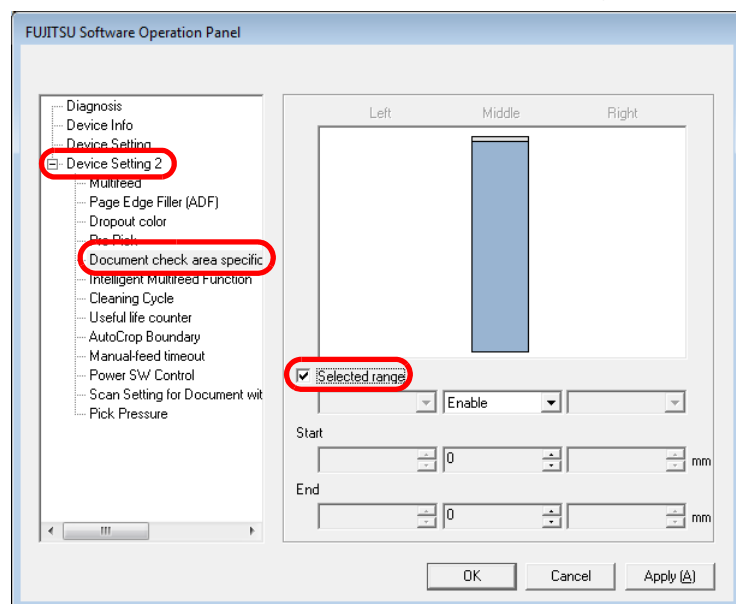 FUJITSU Software Operation Panel
Diagnosis
Device Info
Device Setting
Device Setting 2
Multifeed
Page Edge Filler (ADF)
Dropout color
Pre Pick
Document check area specific
Intelligent Multifeed Function
Cleaning Cycle
Useful life counter
AutoCrop Boundary
Manual-feed timeout
Power SW Control
Scan Setting for Document wit
Pick Pressure
Left Middle Right
Selected range
Enable
Start
0 mm
End
0 mm
OK Cancel Apply (A)